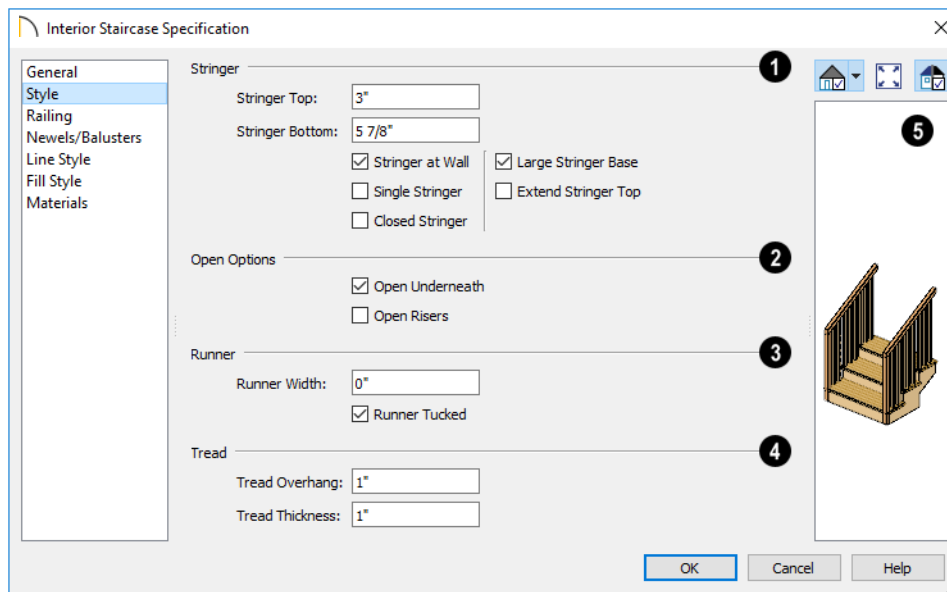 Interior Staircase Specification
General
Style
Railing
Newels/Balusters
Line Style
Fill Style
Materials
Stringer 1
Stringer Top: 3"
Stringer Bottom: 5 7/8"
Stringer at Wall Large Stringer Base
Single Stringer Extend Stringer Top
Closed Stringer
Open Options 2
Open Underneath
Open Risers
Runner 3
Runner Width: 0"
Runner Tucked
Tread 4
Tread Overhang: 1"
Tread Thickness: 1"
5
OK Cancel Help